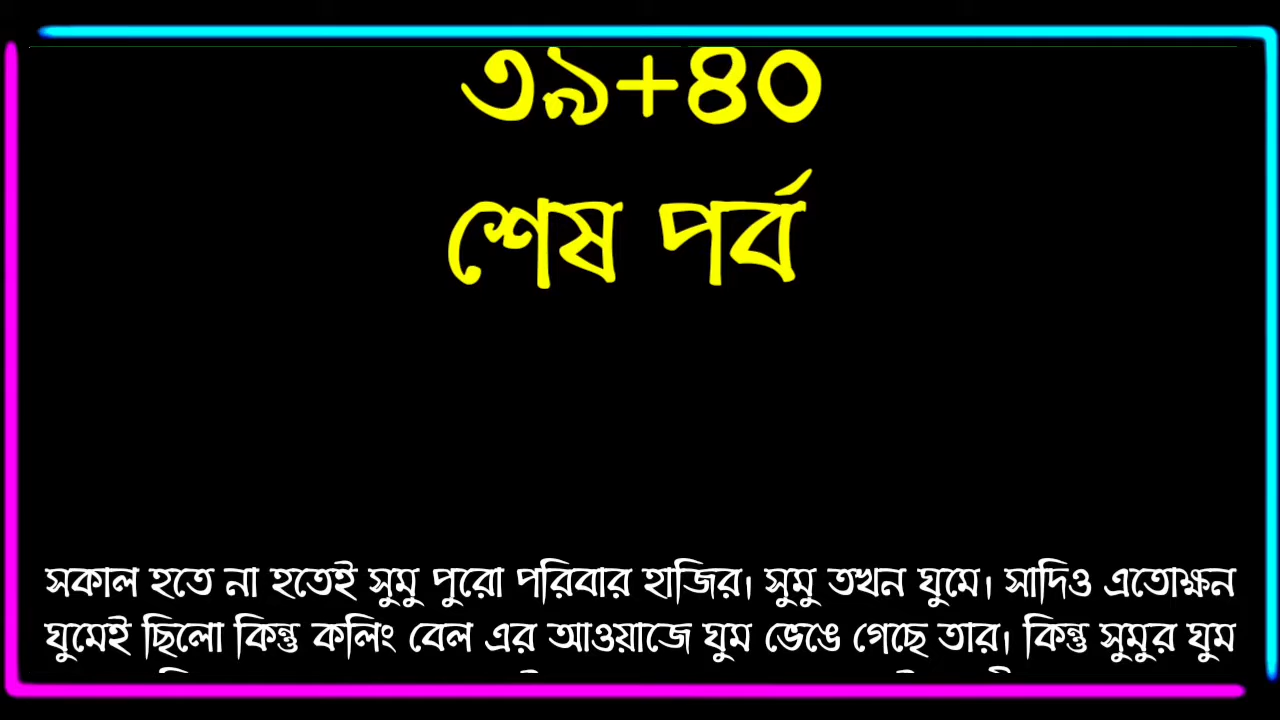 ৩৯+৪০
শেষ পর্ব
সকাল হতে না হতেই সুমু পুরো পরিবার হাজির। সুমু তখন ঘুমে। সাদিও এতোক্ষন
ঘুমেই ছিলো কিন্তু কলিং বেল এর আওয়াজে ঘুম ভেঙে গেছে তার। কিন্তু সুমুর ঘুম